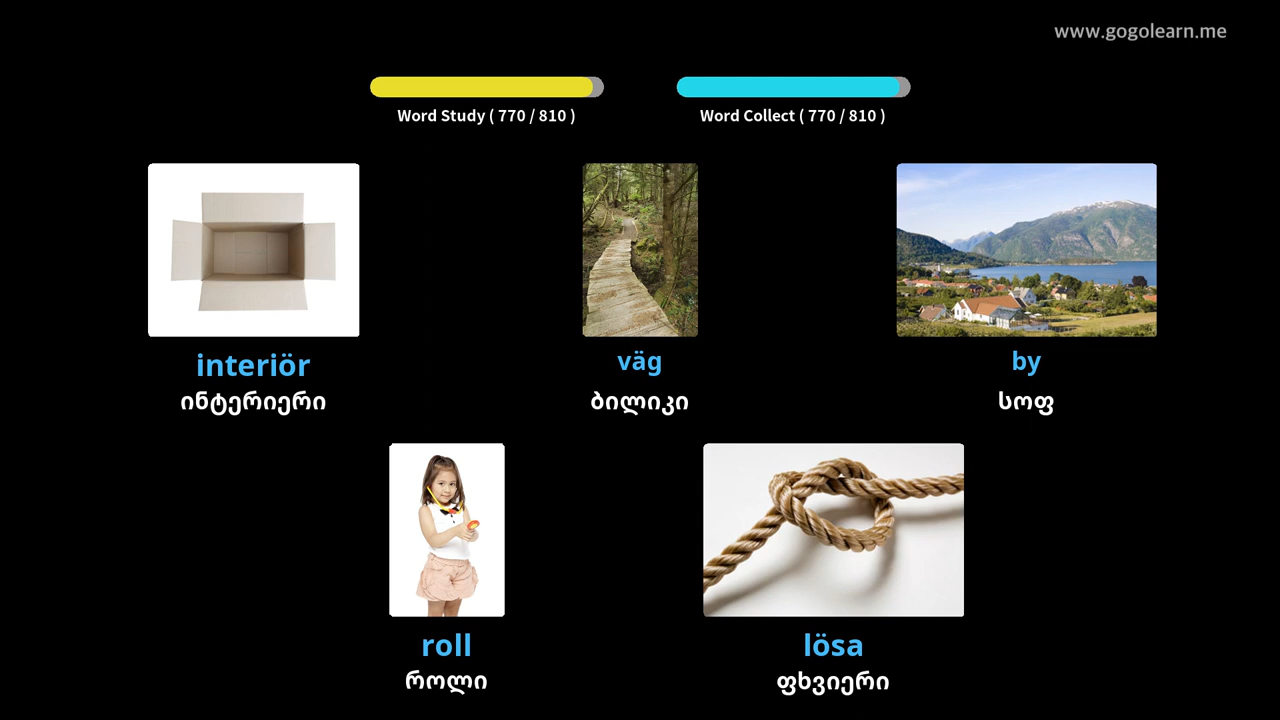 www.gogolearn.me
Word Study ( 770 / 810 )
Word Collect ( 770 / 810 )
interiör
ინტერიერი
väg
ბილიკი
by
სოფ
roll
როლი
lösa
ფხვიერი